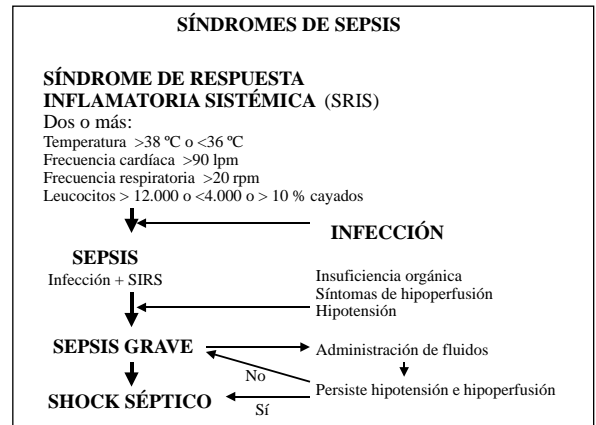 SÍNDROMES DE SEPSIS
SÍNDROME DE RESPUESTA
INFLAMATORIA SISTÉMICA (SRIS)
Dos o más:
Temperatura >38 ºC o <36 ºC
Frecuencia cardíaca >90 lpm
Frecuencia respiratoria >20 rpm
Leucocitos > 12.000 o <4.000 o > 10 % cayados
INFECCIÓN
SEPSIS
Infección + SIRS
Insuficiencia orgánica
Síntomas de hipoperfusión
Hipotensión
SEPSIS GRAVE
Administración de fluidos
No
Persiste hipotensión e hipoperfusión
SHOCK SÉPTICO
Sí